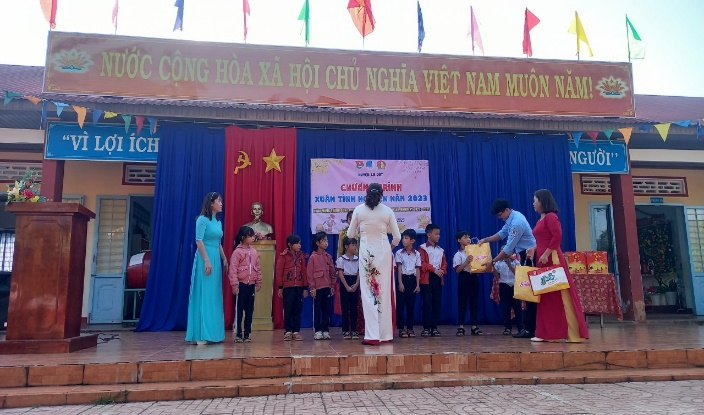 NƯỚC CỘNG HÒA XÃ HỘI CHỦ NGHĨA VIỆT NAM MUÔN NĂM!
"VÌ LỢI ÍCH
NGƯỜI"
CHƯƠNG TRÌNH
XUÂN TÌNH NGUYỆN NĂM 2023